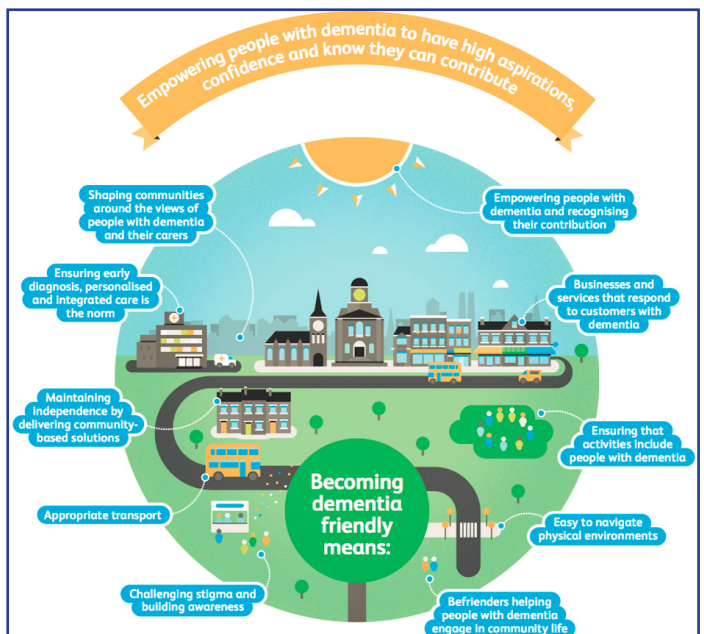 Empowering people with dementia to have high aspirations,
confidence and know they can contribute
Shaping communities
around the views of
people with dementia
and their carers
Empowering people with
dementia and recognising
their contribution
Ensuring early
diagnosis, personalised
and integrated care is
the norm
Businesses and
services that respond
to customers with
dementia
Maintaining
independence by
delivering community-
based solutions
Ensuring that
activities include
people with dementia
Becoming
dementia
friendly
means:
Appropriate transport
Easy to navigate
physical environments
Challenging stigma and
building awareness
Befrienders helping
people with dementia
engage in community life